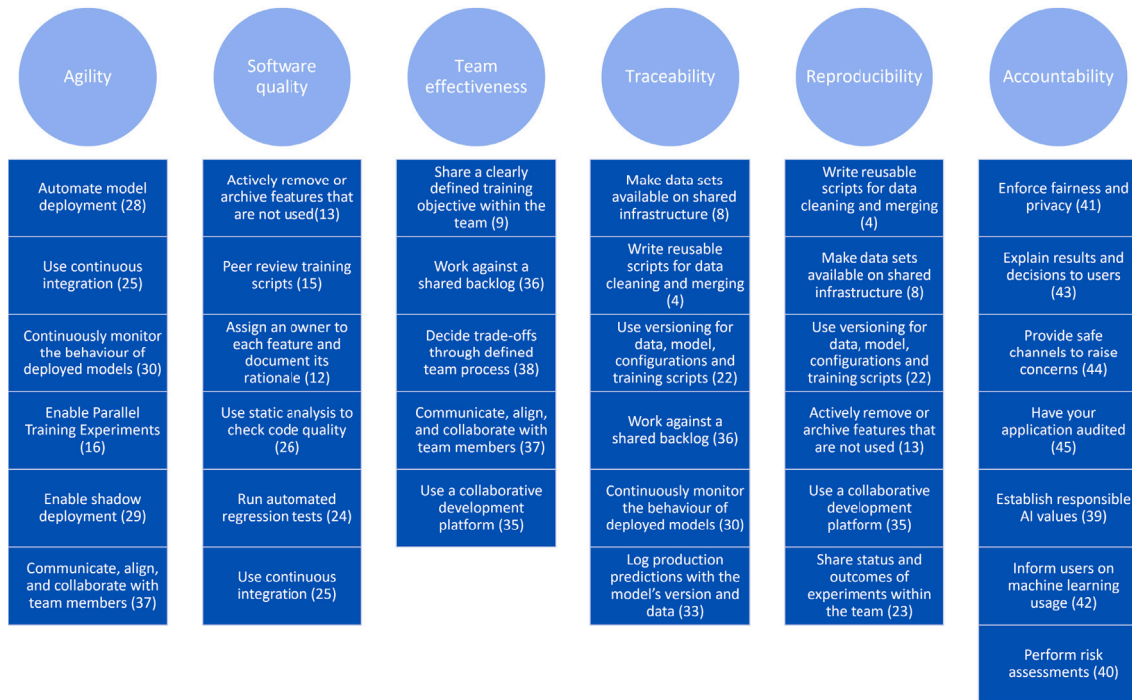 Agility
Software
quality
Team
effectiveness
Traceability
Reproducibility
Accountability
Automate model
deployment (28)
Use continuous
integration (25)
Continuously monitor
the behaviour of
deployed models (30)
Enable Parallel
Training Experiments
(16)
Enable shadow
deployment (29)
Communicate, align,
and collaborate with
team members (37)
Actively remove or
archive features that
are not used(13)
Peer review training
scripts (15)
Assign an owner to
each feature and
document its
rationale (12)
Use static analysis to
check code quality
(26)
Run automated
regression tests (24)
Use continuous
integration (25)
Share a clearly
defined training
objective within the
team (9)
Work against a
shared backlog (36)
Decide trade-offs
through defined
team process (38)
Communicate, align,
and collaborate with
team members (37)
Use a collaborative
development
platform (35)
Make data sets
available on shared
infrastructure (8)
Write reusable
scripts for data
cleaning and merging
(4)
Use versioning for
data, model,
configurations and
training scripts (22)
Work against a
shared backlog (36)
Continuously monitor
the behaviour of
deployed models (30)
Log production
predictions with the
model's version and
data (33)
Write reusable
scripts for data
cleaning and merging
(4)
Make data sets
available on shared
infrastructure (8)
Use versioning for
data, model,
configurations and
training scripts (22)
Actively remove or
archive features that
are not used (13)
Use a collaborative
development
platform (35)
Share status and
outcomes of
experiments within
the team (23)
Enforce fairness and
privacy (41)
Explain results and
decisions to users
(43)
Provide safe
channels to raise
concerns (44)
Have your
application audited
(45)
Establish responsible
AI values (39)
Inform users on
machine learning
usage (42)
Perform risk
assessments (40)